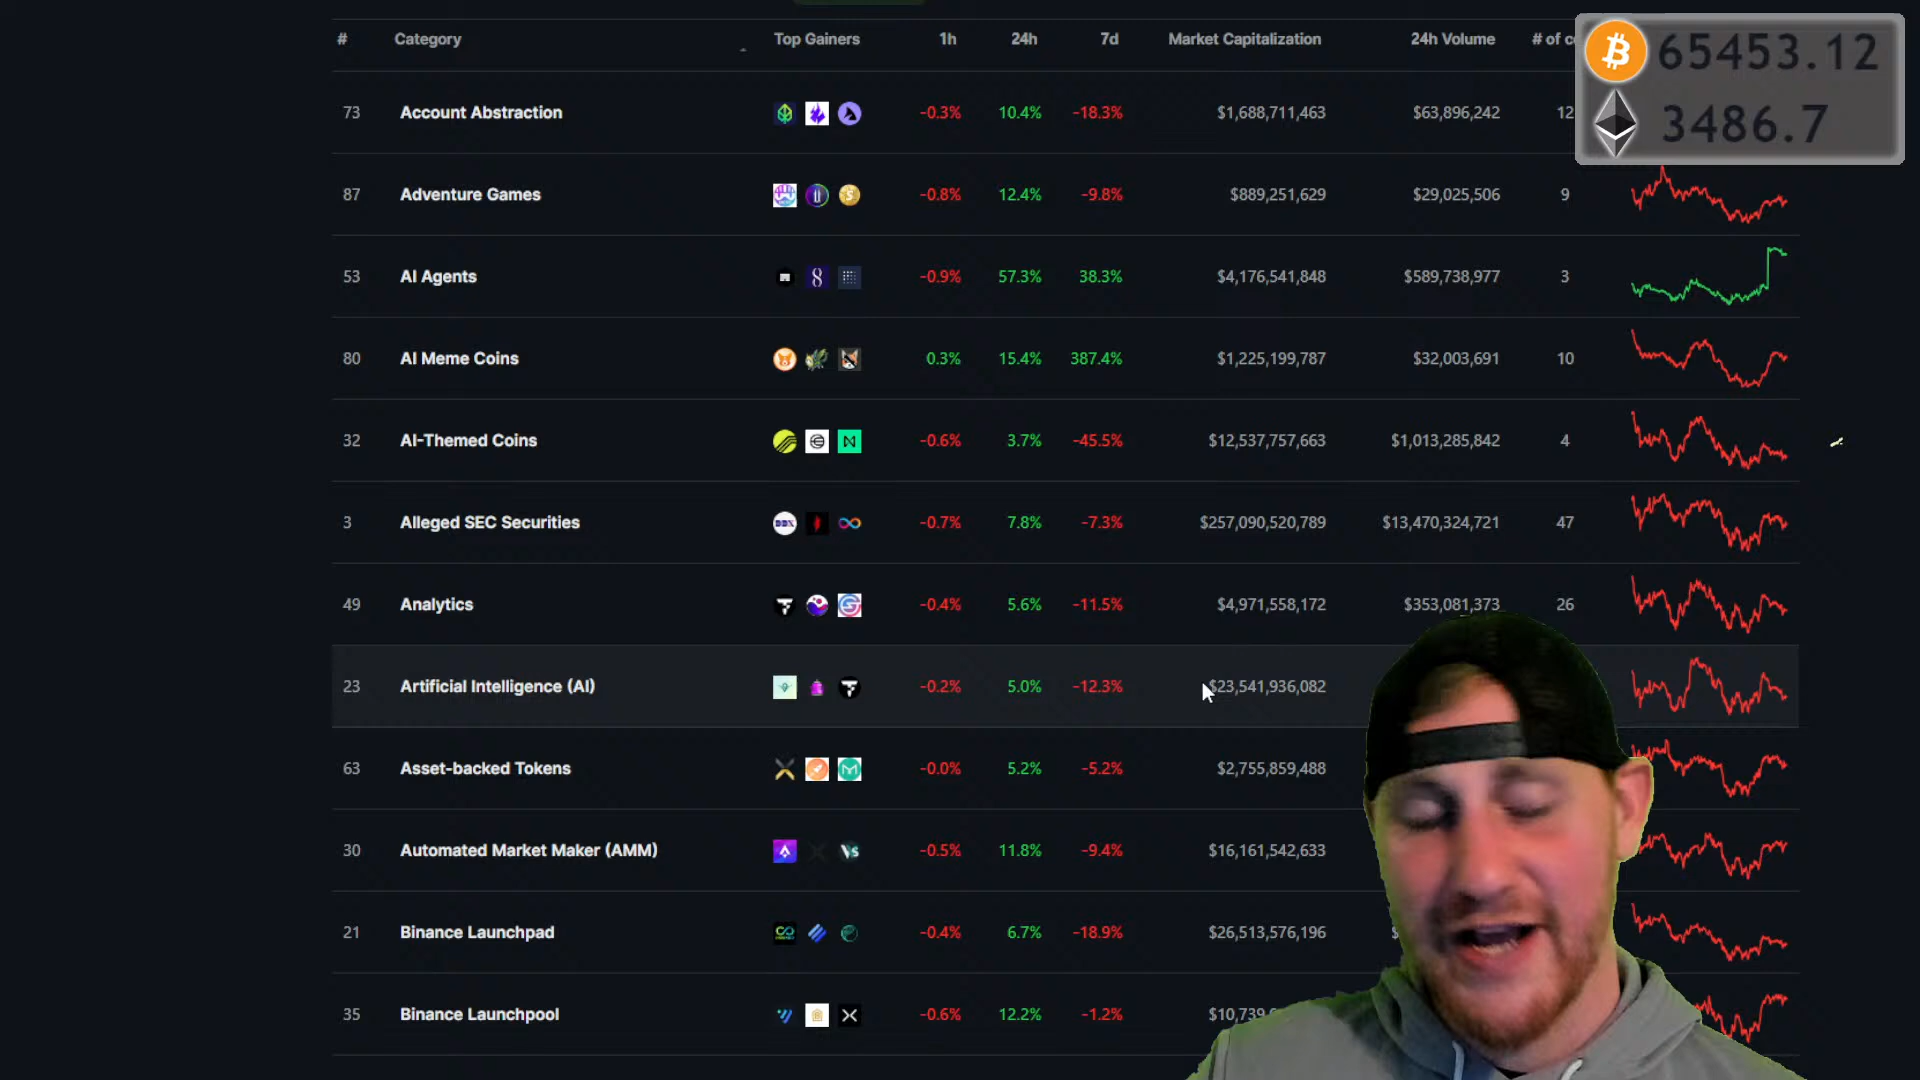 # Category Top Gainers 1h 24h 7d Market Capitalization 24h Volume # of c
65453.12
3486.7
73 Account Abstraction -0.3% 10.4% -18.3% $1,688,711,463 $63,896,242 12
87 Adventure Games -0.8% 12.4% -9.8% $889,251,629 $29,025,506 9
53 AI Agents -0.9% 57.3% 38.3% $4,176,541,848 $589,738,977 3
80 AI Meme Coins 0.3% 15.4% 387.4% $1,225,199,787 $32,003,691 10
32 AI-Themed Coins -0.6% 3.7% -45.5% $12,537,757,663 $1,013,285,842 4
3 Alleged SEC Securities -0.7% 7.8% -7.3% $257,090,520,789 $13,470,324,721 47
49 Analytics -0.4% 5.6% -11.5% $4,971,558,172 $353,081,373 26
23 Artificial Intelligence (AI) -0.2% 5.0% -12.3% $23,541,936,082
63 Asset-backed Tokens -0.0% 5.2% -5.2% $2,755,859,488
30 Automated Market Maker (AMM) -0.5% 11.8% -9.4% $16,161,542,633
21 Binance Launchpad -0.4% 6.7% -18.9% $26,513,576,196 $
35 Binance Launchpool -0.6% 12.2% -1.2% $10,739